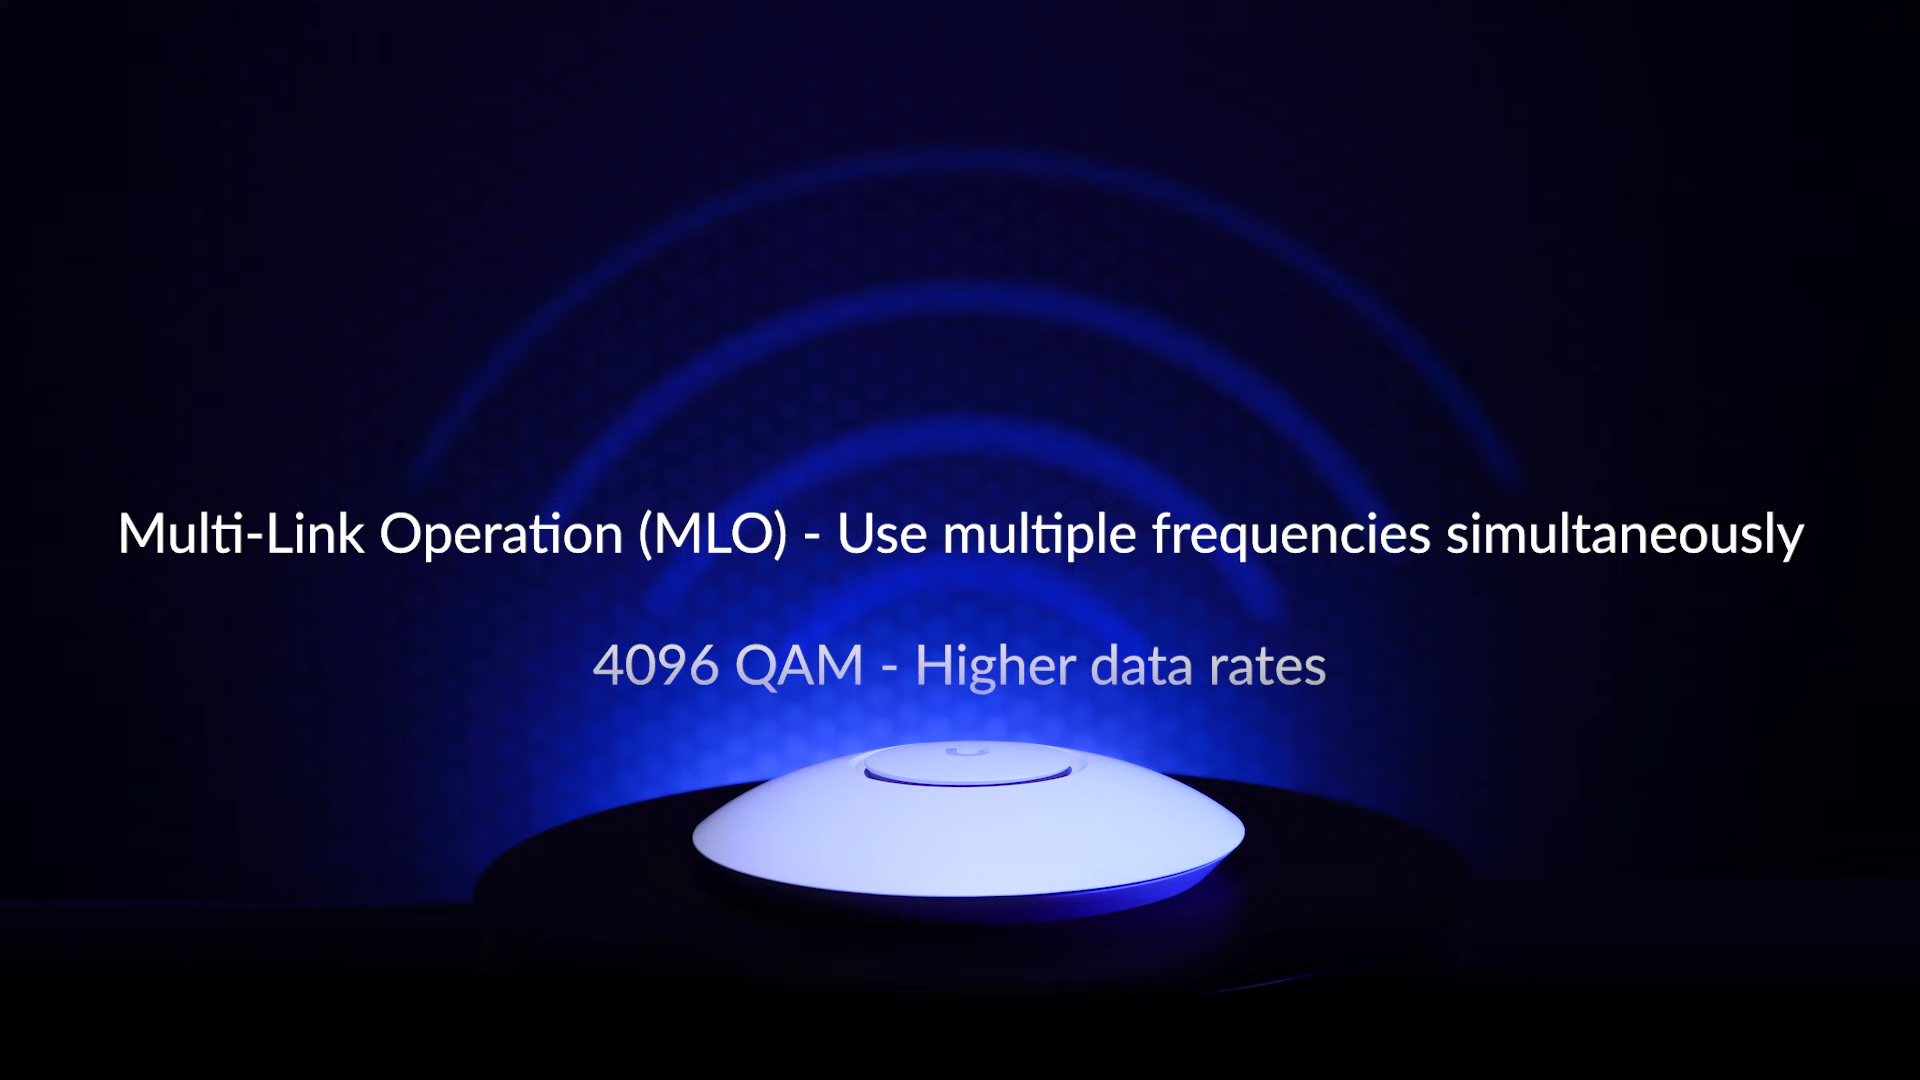 Multi-Link Operation (MLO) - Use multiple frequencies simultaneously
4096 QAM - Higher data rates